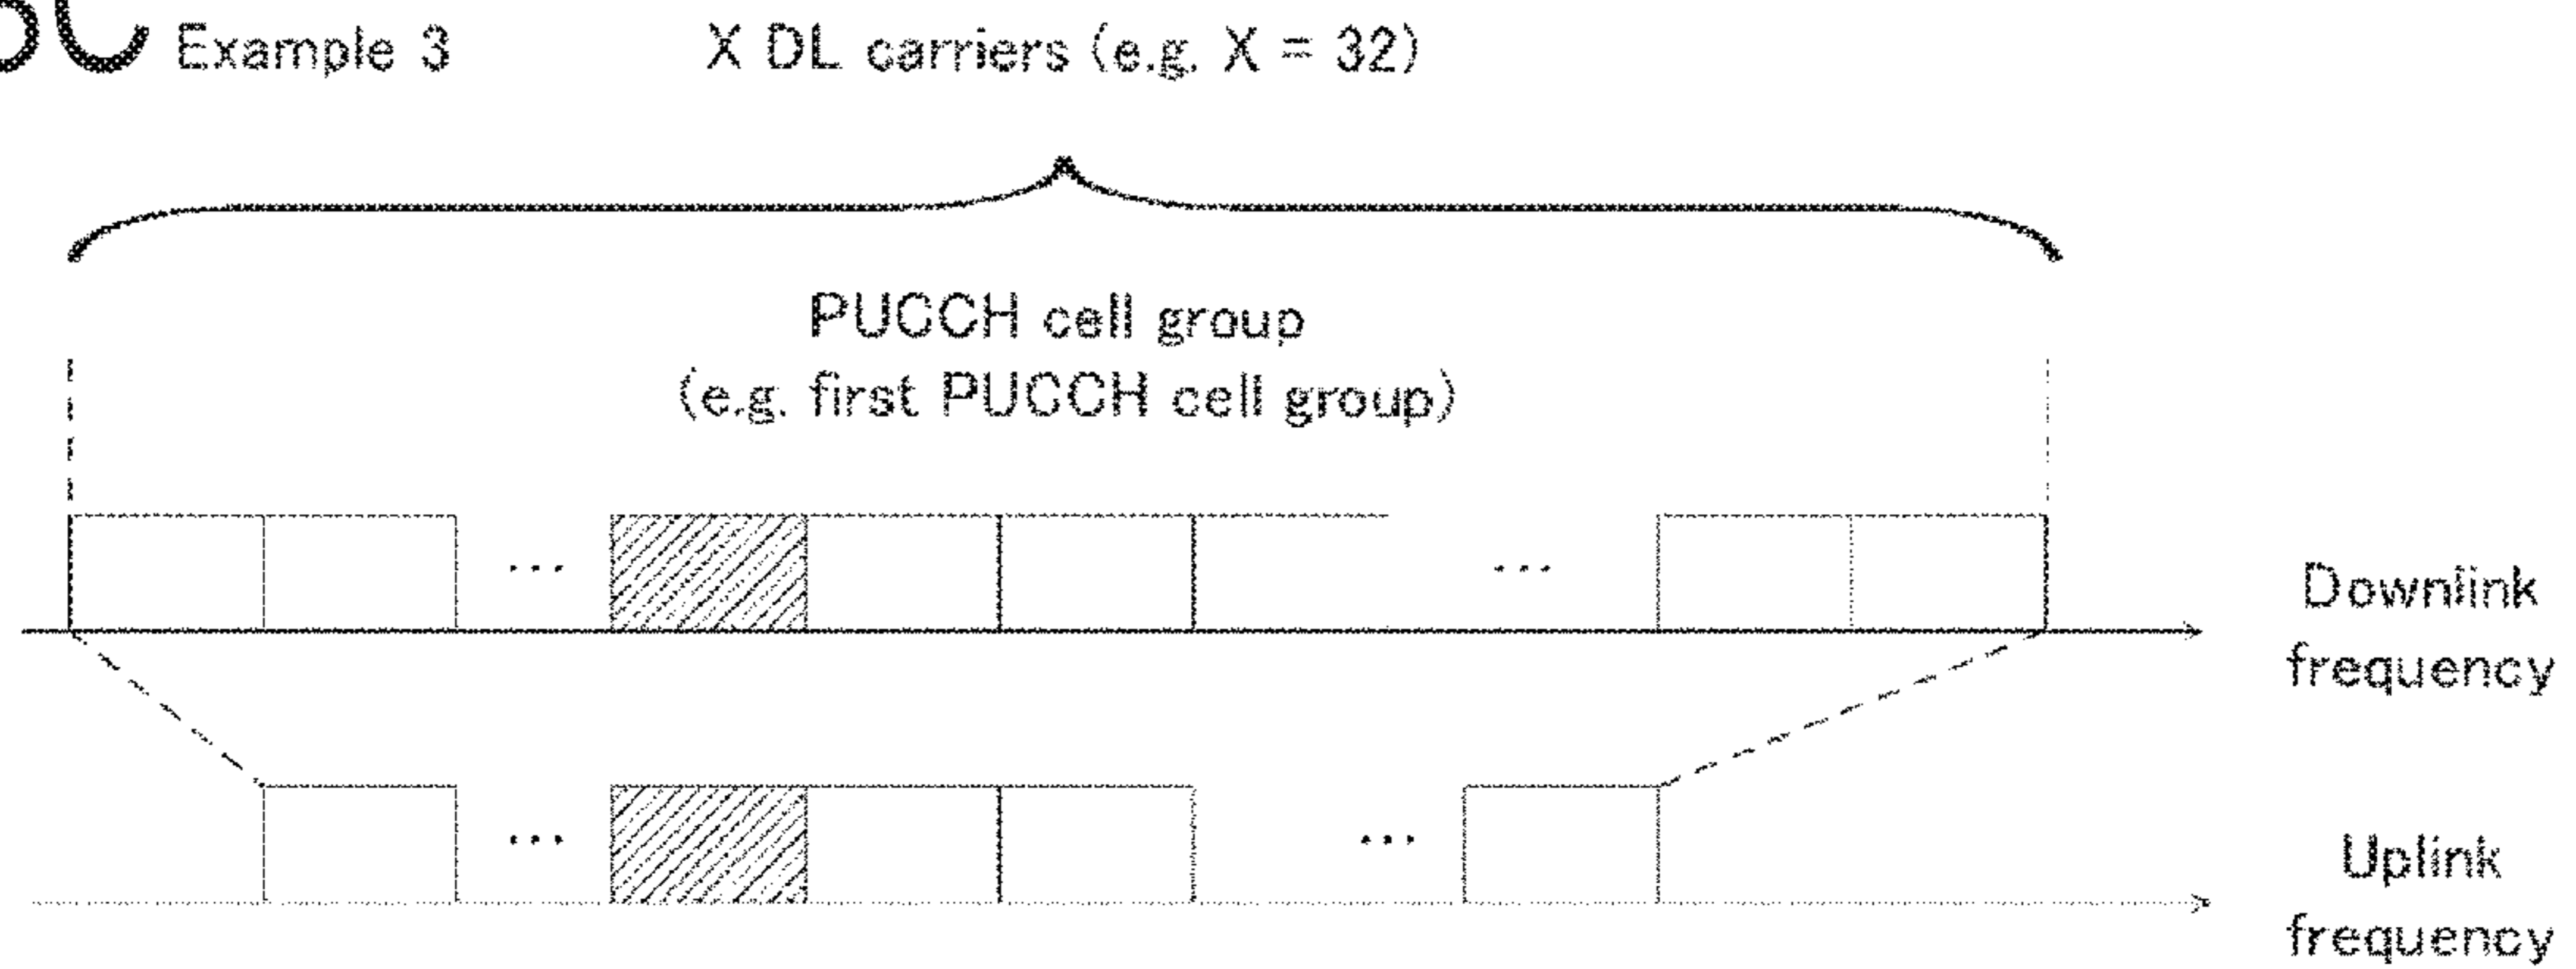 Example 3
X DL carriers (e.g. X = 32)
PUCCH cell group
(e.g. first PUCCH cell group)
...
...
Downlink
frequency
...
...
Uplink
frequency